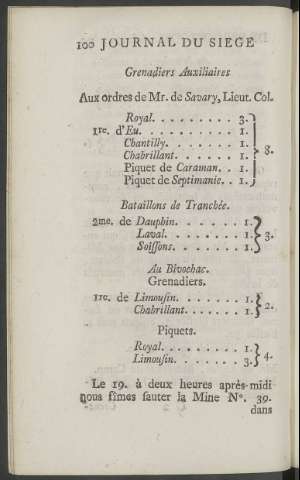 100 JOURNAL DU SIEGE
Grenadiers Auxiliaires
Aux ordres de Mr. de Savary, Lieut. Col.
Royal. . . . . . . . . 3.
1re. d'Eu. . . . . . . . . . 1.
Chantilly. . . . . . . . 1.
Chabrillant. . . . . . . 1. } 8.
Piquet de Caraman. . . 1.
Piquet de Septimanie. . 1.
Bataillons de Tranchée.
2me. de Dauphin. . . . . . . 1.
Laval. . . . . . . . . 1. } 3.
Soissons. . . . . . . . 1.
Au Bivochac.
Grenadiers.
1re. de Limousin. . . . . . . 1. } 2.
Chabrillant. . . . . . 1.
Piquets.
Royal. . . . . . . . . 1. } 4.
Limousin. . . . . . . . 3.
Le 19. à deux heures après-midi
nous fîmes sauter la Mine N°. 39.
dans